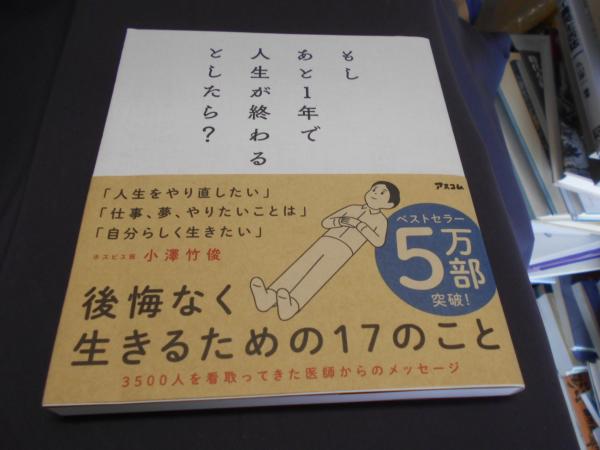 もし
あと1年で
人生が終わる
としたら?
アスコム
「人生をやり直したい」
「仕事、夢、やりたいことは」
「自分らしく生きたい」
ホスピス医 小澤竹俊
ベストセラー
5万部
突破!
後悔なく
生きるための17のこと
3500人を看取ってきた医師からのメッセージ